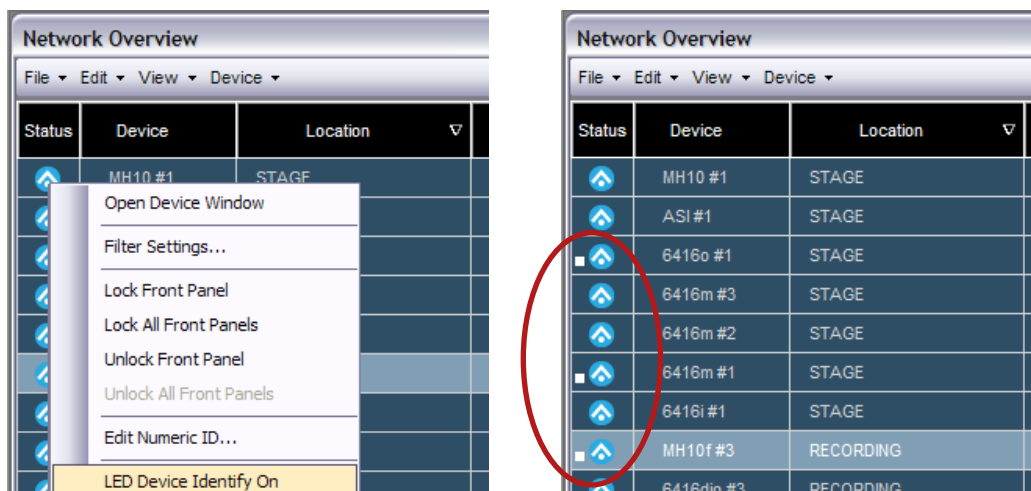 Network Overview
File Edit View Device
Status Device Location
MH10 #1 STAGE
Open Device Window
Filter Settings...
Lock Front Panel
Lock All Front Panels
Unlock Front Panel
Unlock All Front Panels
Edit Numeric ID...
LED Device Identify On
Network Overview
File Edit View Device
Status Device Location
MH10 #1 STAGE
ASI #1 STAGE
6416o #1 STAGE
6416m #3 STAGE
6416m #2 STAGE
6416m #1 STAGE
6416i #1 STAGE
MH10f #3 RECORDING
6416dio #3 RECORDING